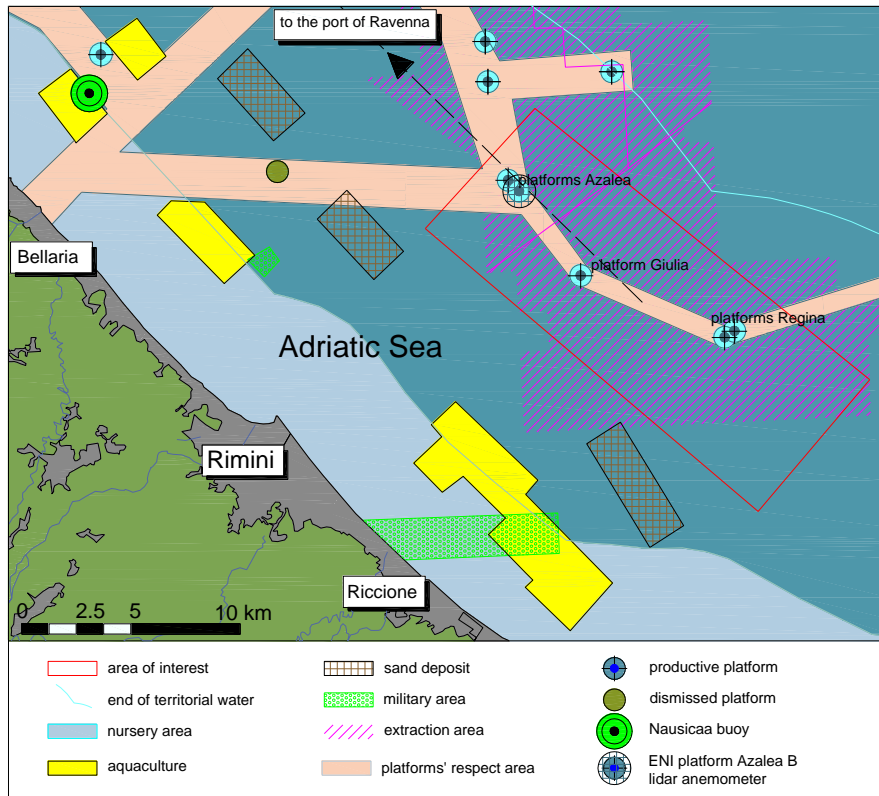 to the port of Ravenna
platforms Azalea
Bellaria
platform Giulia
platforms Regina
Adriatic Sea
Rimini
Riccione
0 2.5 5 10 km
area of interest
end of territorial water
nursery area
aquaculture
sand deposit
military area
extraction area
platforms' respect area
productive platform
dismissed platform
Nausicaa buoy
ENI platform Azalea B
lidar anemometer